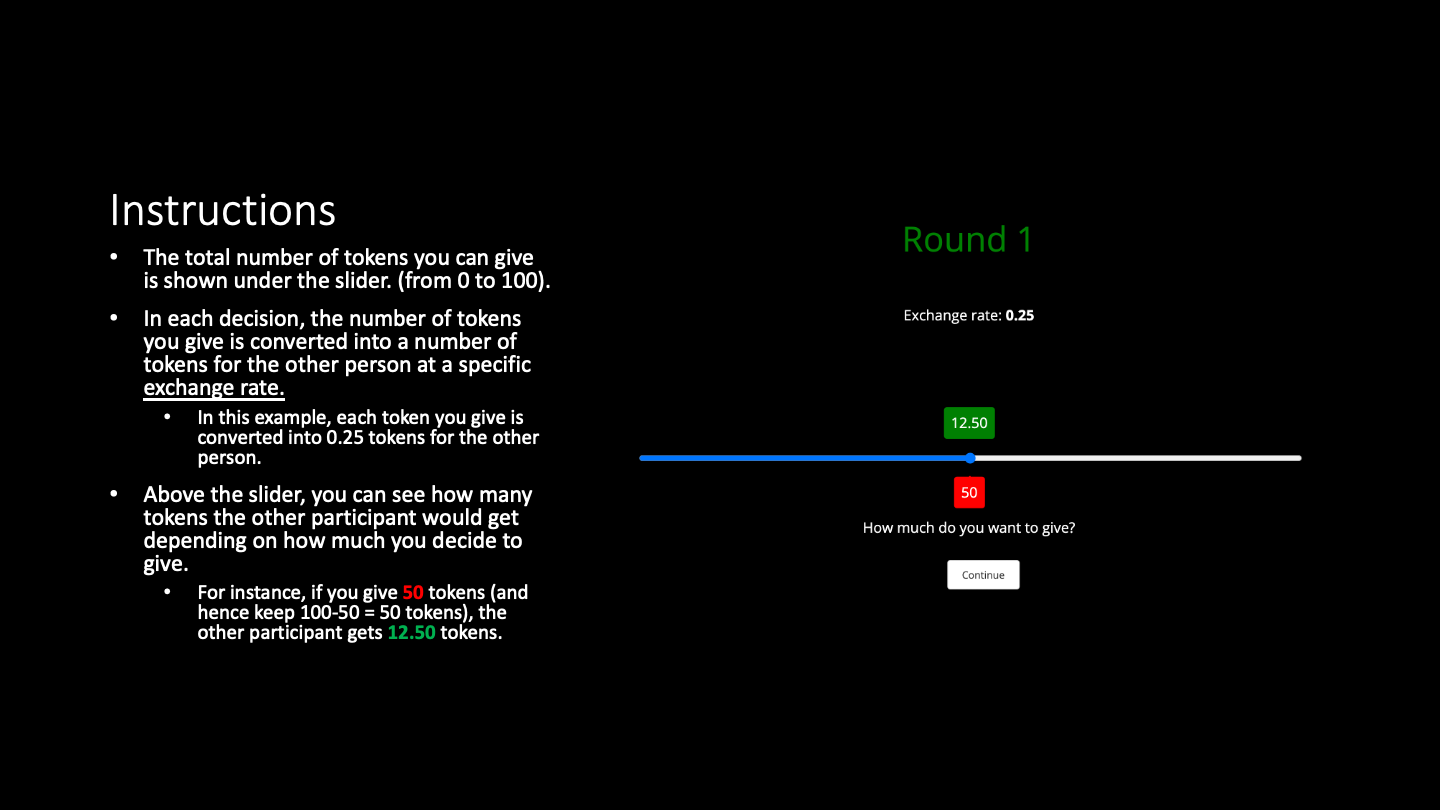 Instructions
• The total number of tokens you can give
is shown under the slider. (from 0 to 100).
• In each decision, the number of tokens
you give is converted into a number of
tokens for the other person at a specific
exchange rate.
• In this example, each token you give is
converted into 0.25 tokens for the other
person.
• Above the slider, you can see how many
tokens the other participant would get
depending on how much you decide to
give.
• For instance, if you give 50 tokens (and
hence keep 100-50 = 50 tokens), the
other participant gets 12.50 tokens.
Round 1
Exchange rate: 0.25
12.50
50
How much do you want to give?
Continue